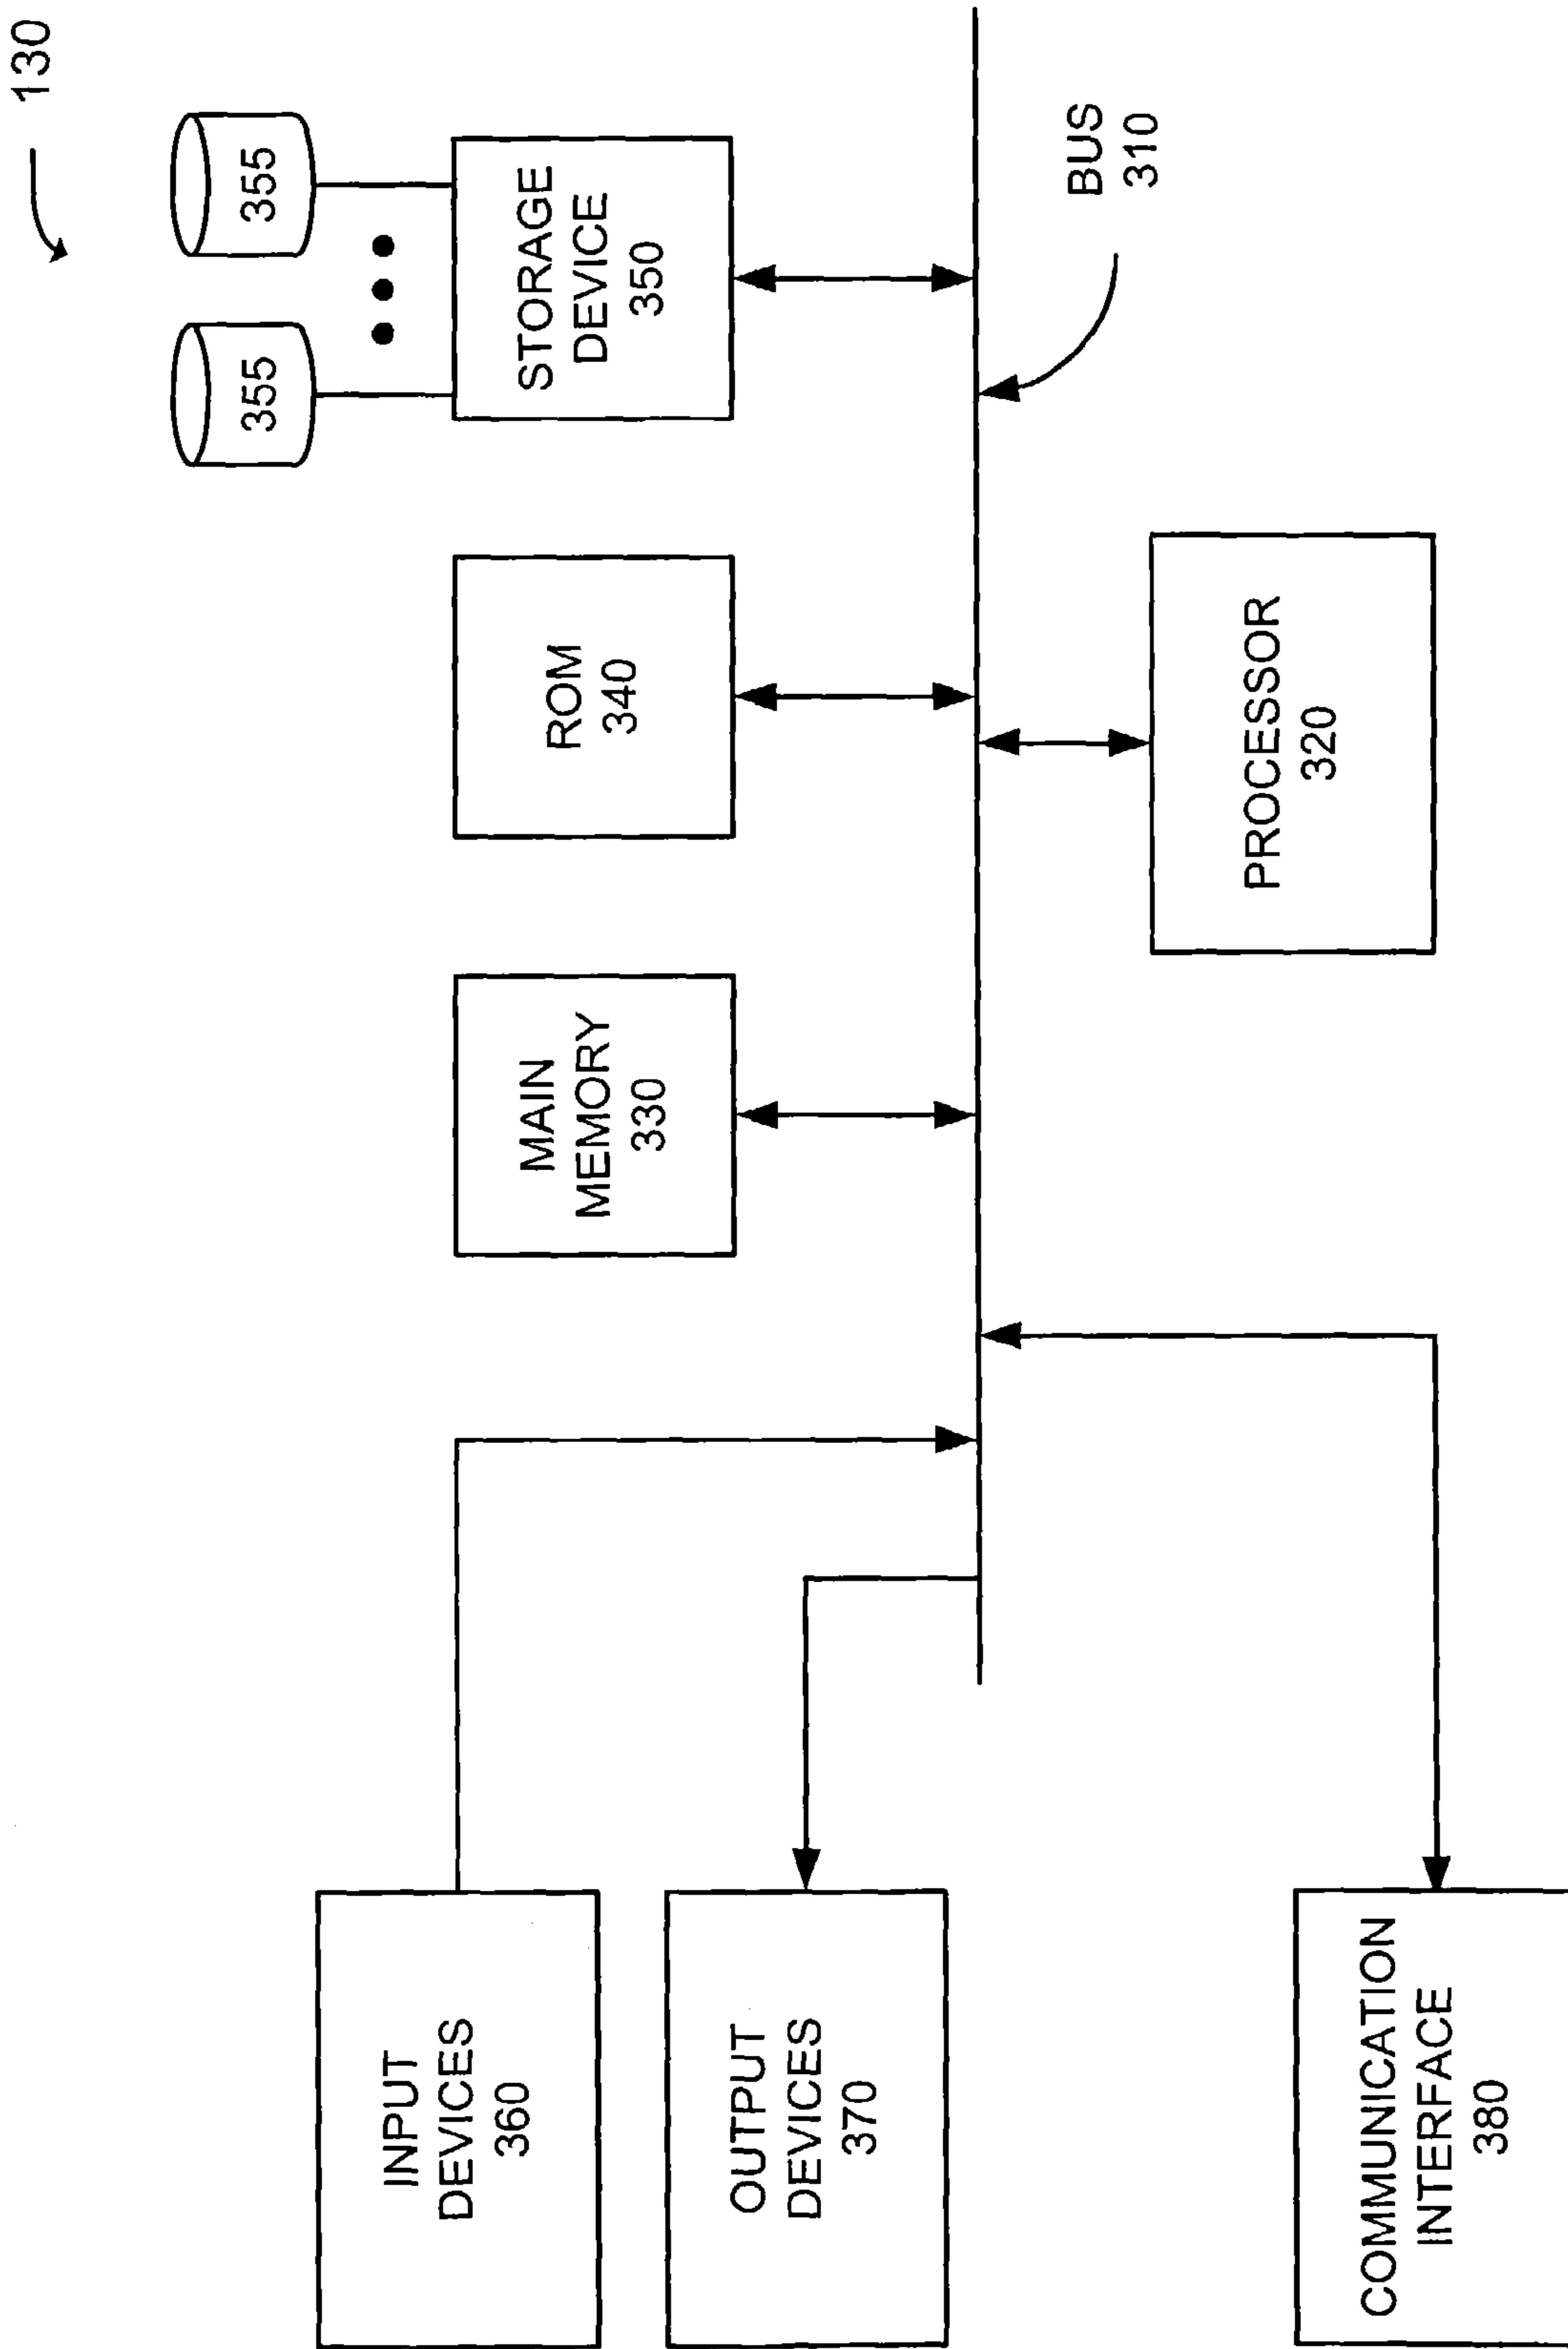 130
355
355
STORAGE
DEVICE
350
ROM
340
MAIN
MEMORY
330
BUS
310
PROCESSOR
320
INPUT
DEVICES
360
OUTPUT
DEVICES
370
COMMUNICATION
INTERFACE
380